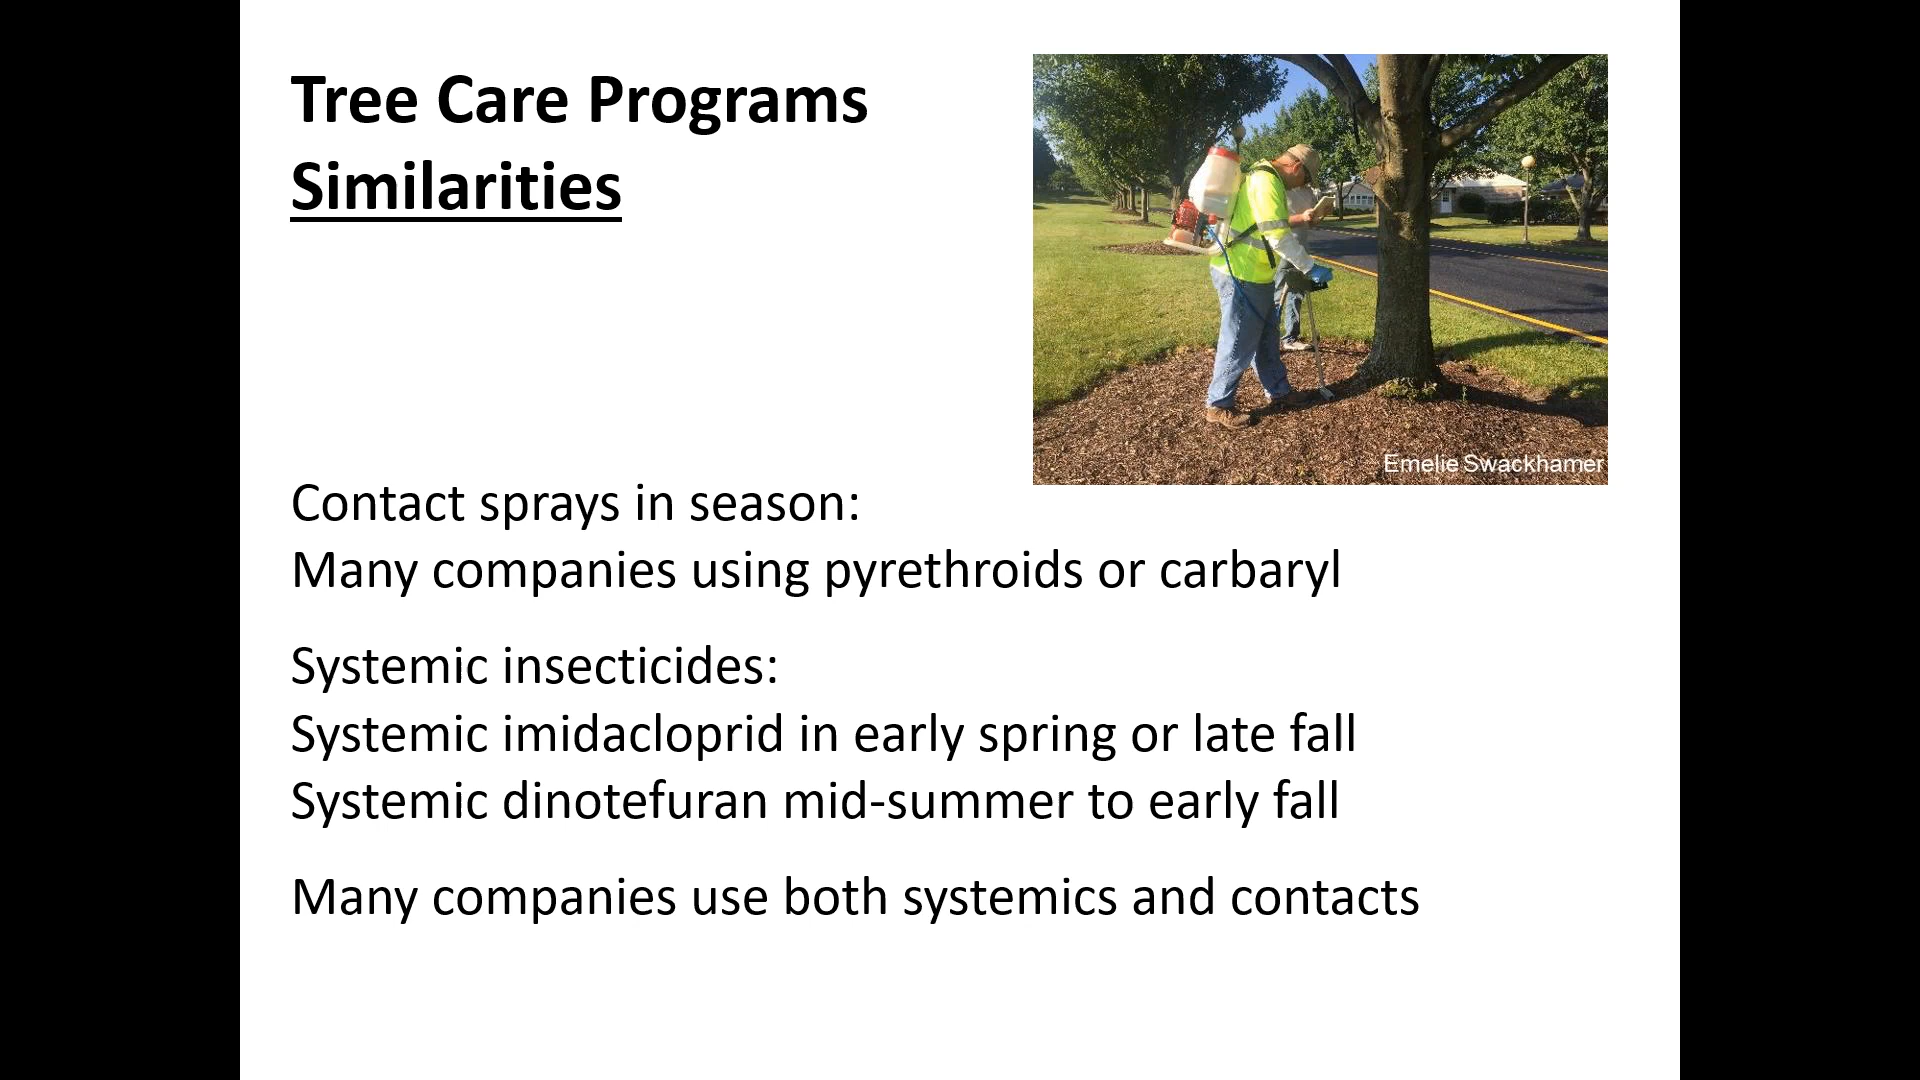 Tree Care Programs
Similarities
Emelie Swackhamer
Contact sprays in season:
Many companies using pyrethroids or carbaryl
Systemic insecticides:
Systemic imidacloprid in early spring or late fall
Systemic dinotefuran mid-summer to early fall
Many companies use both systemics and contacts